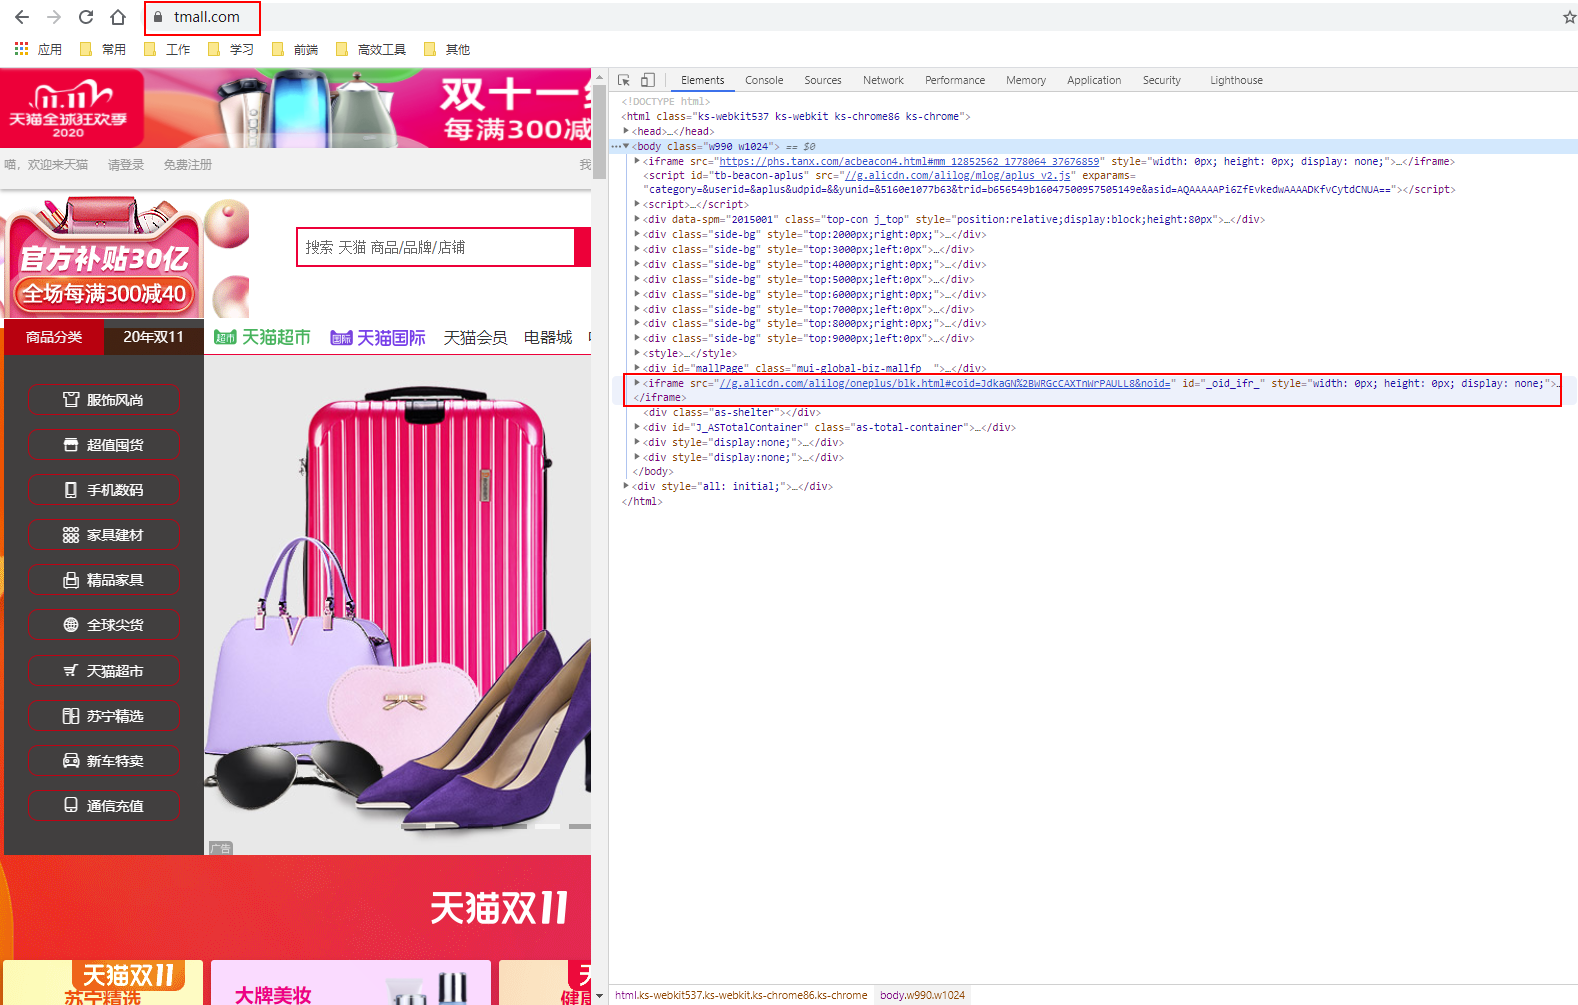 tmall.com
应用
常用
工作
学习
前端
高效工具
其他
11.11
天猫全球狂欢季
2020
双十一
每满300减
喵，欢迎来天猫 请登录 免费注册
我
官方补贴30亿
全场每满300减40
搜索 天猫 商品/品牌/店铺
商品分类
20年双11
超市 天猫超市
国际 天猫国际
天猫会员
电器城
服饰风尚
超值囤货
手机数码
家具建材
精品家具
全球尖货
天猫超市
苏宁精选
新车特卖
通信充值
广告
天猫双11
天猫双11
苏宁精选
大牌美妆
天
健康
Elements Console Sources Network Performance Memory Application Security Lighthouse
<!DOCTYPE html>
<html class="ks-webkit537 ks-webkit ks-chrome86 ks-chrome">
<head>…</head>
<body class="w990 w1024"> == $0
<iframe src="https://phs.tanx.com/acbeacon4.html#mm_12852562_1778064_37676859" style="width: 0px; height: 0px; display: none;">…</iframe>
<script id="tb-beacon-aplus" src="//g.alicdn.com/alilog/mlog/aplus_v2.js" exparams=
"category=&userid=&aplus&udpid=&&yunid=&5160e1077b63&trid=b656549b16047500957505149e&asid=AQAAAAAPi6ZfEvkedwAAAADKfvCytdCNUA=="></script>
<script>…</script>
<div data-spm="2015001" class="top-con j_top" style="position:relative;display:block;height:80px">…</div>
<div class="side-bg" style="top:2000px;right:0px;">…</div>
<div class="side-bg" style="top:3000px;left:0px">…</div>
<div class="side-bg" style="top:4000px;right:0px;">…</div>
<div class="side-bg" style="top:5000px;left:0px">…</div>
<div class="side-bg" style="top:6000px;right:0px;">…</div>
<div class="side-bg" style="top:7000px;left:0px">…</div>
<div class="side-bg" style="top:8000px;right:0px;">…</div>
<div class="side-bg" style="top:9000px;left:0px">…</div>
<style>…</style>
<div id="mallPage" class="mui-global-biz-mallfp ">…</div>
<iframe src="//g.alicdn.com/alilog/oneplus/blk.html#coid=JdkaGN%2BWRGcCAXTnWrPAULL8&noid=" id="_oid_ifr_" style="width: 0px; height: 0px; display: none;">…
</iframe>
<div class="as-shelter"></div>
<div id="J_ASTotalContainer" class="as-total-container">…</div>
<div style="display:none;">…</div>
<div style="display:none;">…</div>
</body>
<div style="all: initial;">…</div>
</html>
html.ks-webkit537.ks-webkit.ks-chrome86.ks-chrome body.w990.w1024